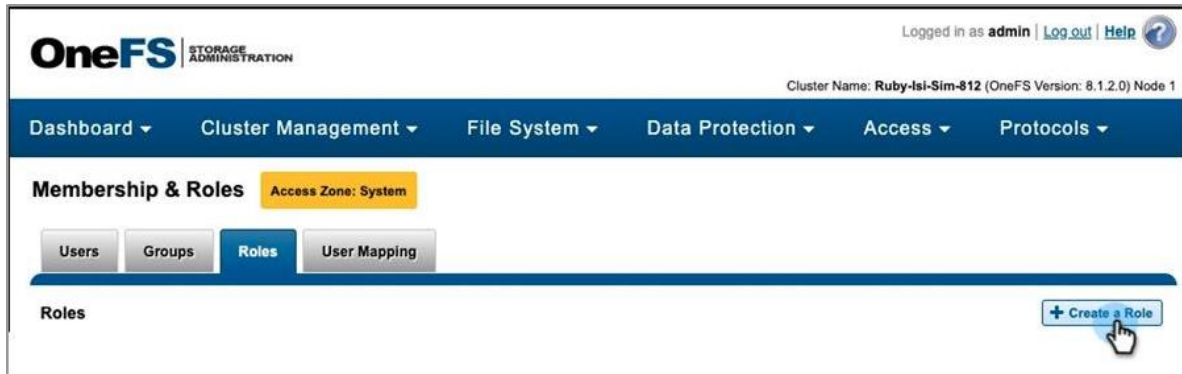 Logged in as admin | Log out | Help ?
OneFS STORAGE ADMINISTRATION
Cluster Name: Ruby-Isi-Sim-812 (OneFS Version: 8.1.2.0) Node 1
Dashboard Cluster Management File System Data Protection Access Protocols
Membership & Roles Access Zone: System
Users Groups Roles User Mapping
Roles + Create a Role